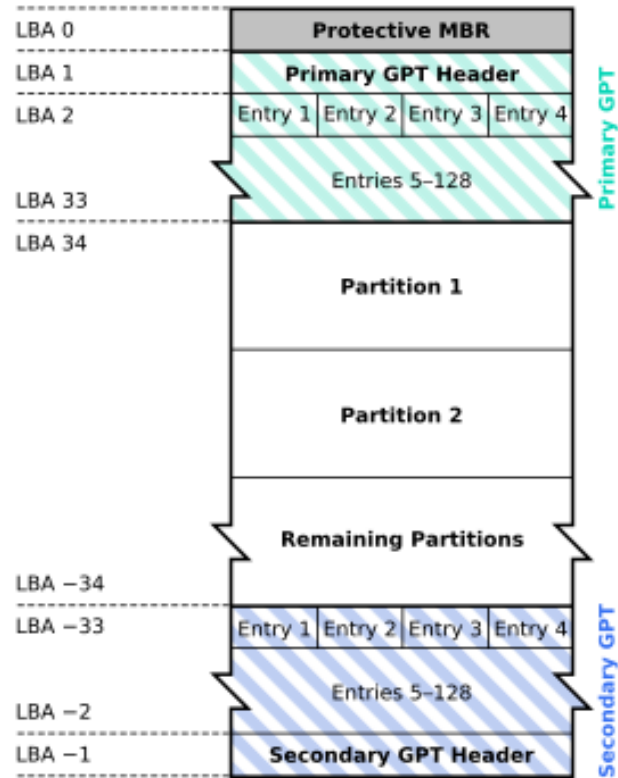 LBA 0
Protective MBR
LBA 1
Primary GPT Header
LBA 2
Entry 1 Entry 2 Entry 3 Entry 4
Entries 5–128
LBA 33
Primary GPT
LBA 34
Partition 1
Partition 2
Remaining Partitions
LBA −34
LBA −33
Entry 1 Entry 2 Entry 3 Entry 4
Entries 5–128
LBA −2
LBA −1
Secondary GPT Header
Secondary GPT